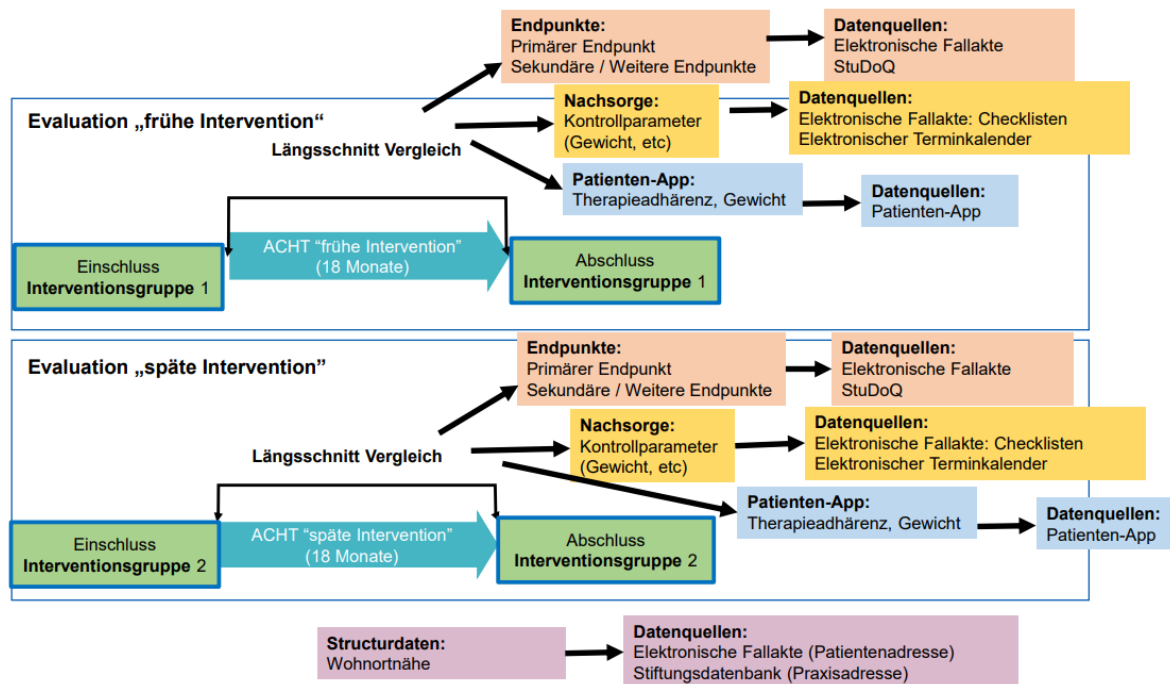 Endpunkte:
Primärer Endpunkt
Sekundäre / Weitere Endpunkte
Datenquellen:
Elektronische Fallakte
StuDoQ
Evaluation „frühe Intervention“
Längsschnitt Vergleich
Nachsorge:
Kontrollparameter
(Gewicht, etc)
Datenquellen:
Elektronische Fallakte: Checklisten
Elektronischer Terminkalender
Patienten-App:
Therapieadhärenz, Gewicht
Datenquellen:
Patienten-App
Einschluss
Interventionsgruppe 1
ACHT “frühe Intervention”
(18 Monate)
Abschluss
Interventionsgruppe 1
Evaluation „späte Intervention”
Längsschnitt Vergleich
Endpunkte:
Primärer Endpunkt
Sekundäre / Weitere Endpunkte
Datenquellen:
Elektronische Fallakte
StuDoQ
Nachsorge:
Kontrollparameter
(Gewicht, etc)
Datenquellen:
Elektronische Fallakte: Checklisten
Elektronischer Terminkalender
Patienten-App:
Therapieadhärenz, Gewicht
Datenquellen:
Patienten-App
Einschluss
Interventionsgruppe 2
ACHT “späte Intervention”
(18 Monate)
Abschluss
Interventionsgruppe 2
Structurdaten:
Wohnortnähe
Datenquellen:
Elektronische Fallakte (Patientenadresse)
Stiftungsdatenbank (Praxisadresse)